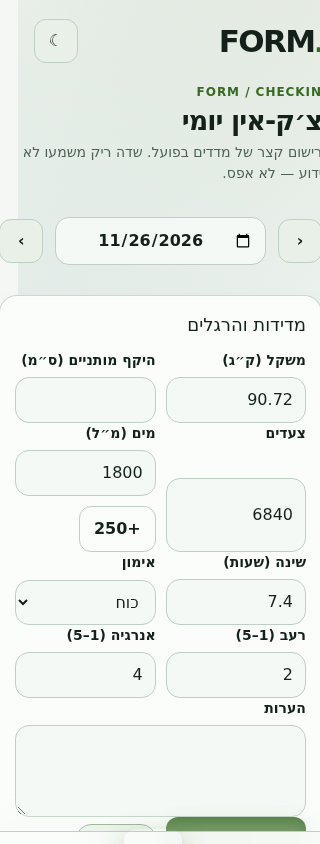 FORM.
FORM / CHECKIN
צ׳ק-אין יומי
רישום קצר של מדדים בפועל. שדה ריק משמעו לא
ידוע — לא אפס.
11/26/2026
מדידות והרגלים
משקל (ק״ג)
היקף מותניים (ס״מ)
90.72
צעדים
מים (מ״ל)
6840
1800
+250
שינה (שעות)
אימון
7.4
כוח
רעב (1–5)
אנרגיה (1–5)
2
4
הערות